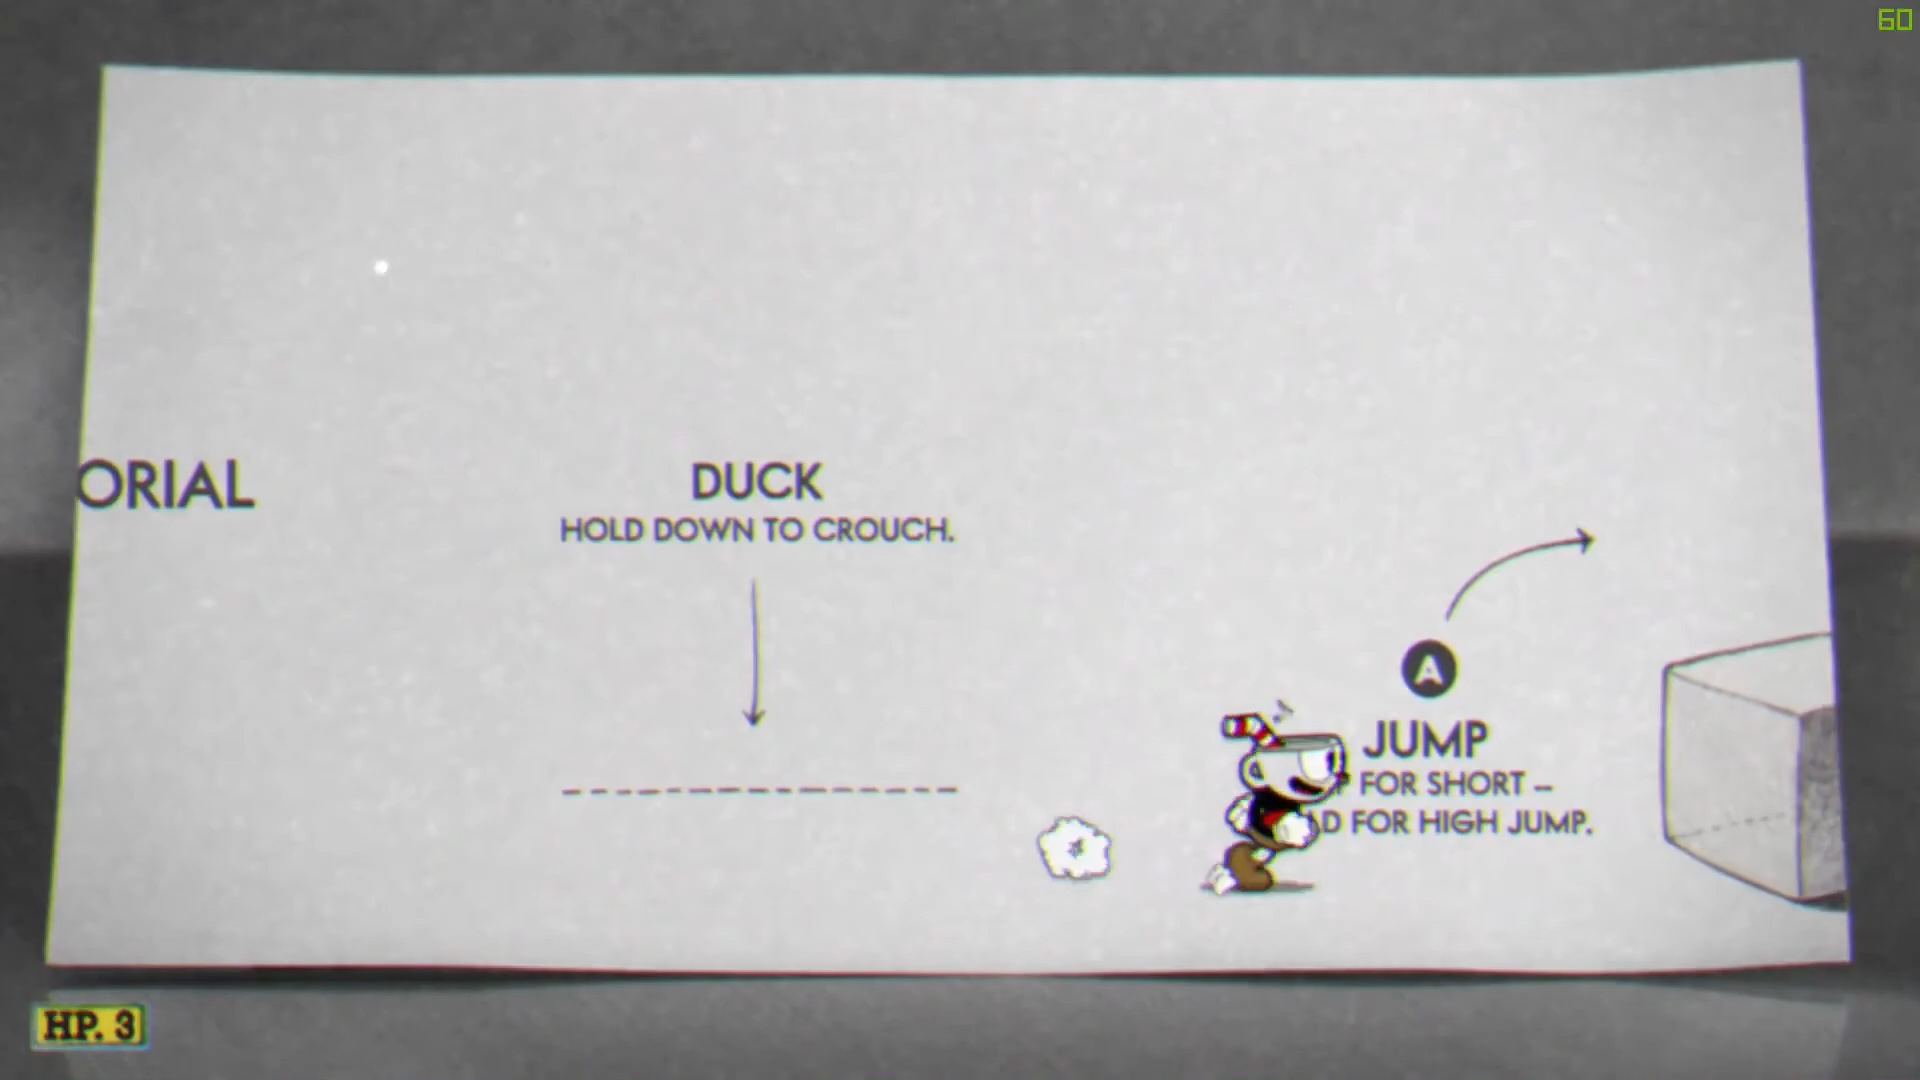 60
ORIAL
DUCK
HOLD DOWN TO CROUCH.
A
JUMP
FOR SHORT –
D FOR HIGH JUMP.
HP. 3